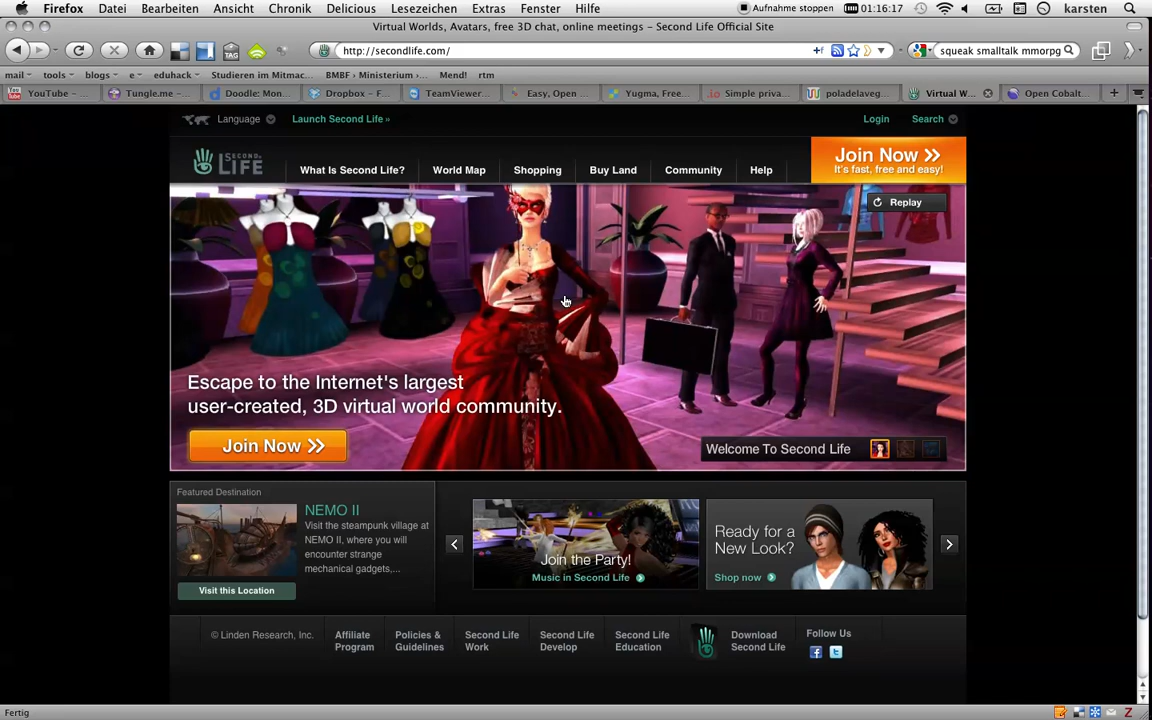 Firefox Datei Bearbeiten Ansicht Chronik Delicious Lesezeichen Extras Fenster Hilfe Aufnahme stoppen 01:16:17 karsten
Virtual Worlds, Avatars, free 3D chat, online meetings — Second Life Official Site
http://secondlife.com/
squeak smalltalk mmorpg
mail tools blogs e eduhack Studieren im Mitmac... BMBF › Ministerium ›... Mend! rtm
YouTube – ... Tungle.me – ... Doodle: Mon... Dropbox – F... TeamViewer... Easy, Open ... Yugma, Free... Simple priva... poladelaveg... Virtual W... Open Cobalt...
Language Launch Second Life » Login Search
SECOND LIFE
What Is Second Life? World Map Shopping Buy Land Community Help
Join Now
It's fast, free and easy!
Replay
Escape to the Internet's largest
user-created, 3D virtual world community.
Join Now
Welcome To Second Life
Featured Destination
NEMO II
Visit the steampunk village at
NEMO II, where you will
encounter strange
mechanical gadgets,...
Visit this Location
Join the Party!
Music in Second Life
Ready for a
New Look?
Shop now
© Linden Research, Inc.
Affiliate
Program
Policies &
Guidelines
Second Life
Work
Second Life
Develop
Second Life
Education
Download
Second Life
Follow Us
Fertig